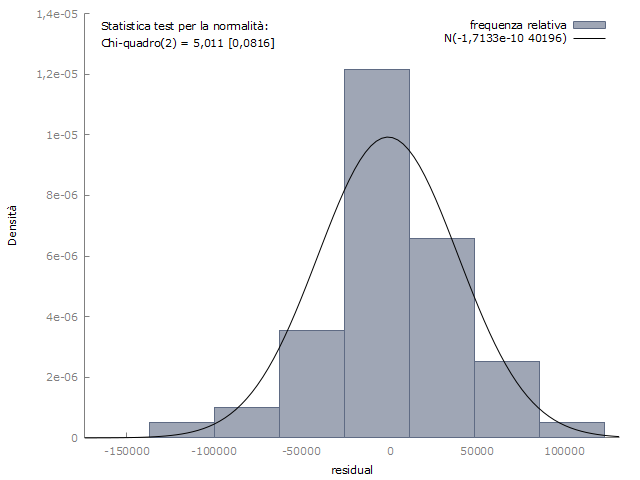 Statistica test per la normalità:
Chi-quadro(2) = 5,011 [0,0816]
frequenza relativa
N(-1,7133e-10 40196)
1,4e-05
1,2e-05
1e-05
8e-06
6e-06
4e-06
2e-06
0
Densità
-150000 -100000 -50000 0 50000 100000
residual